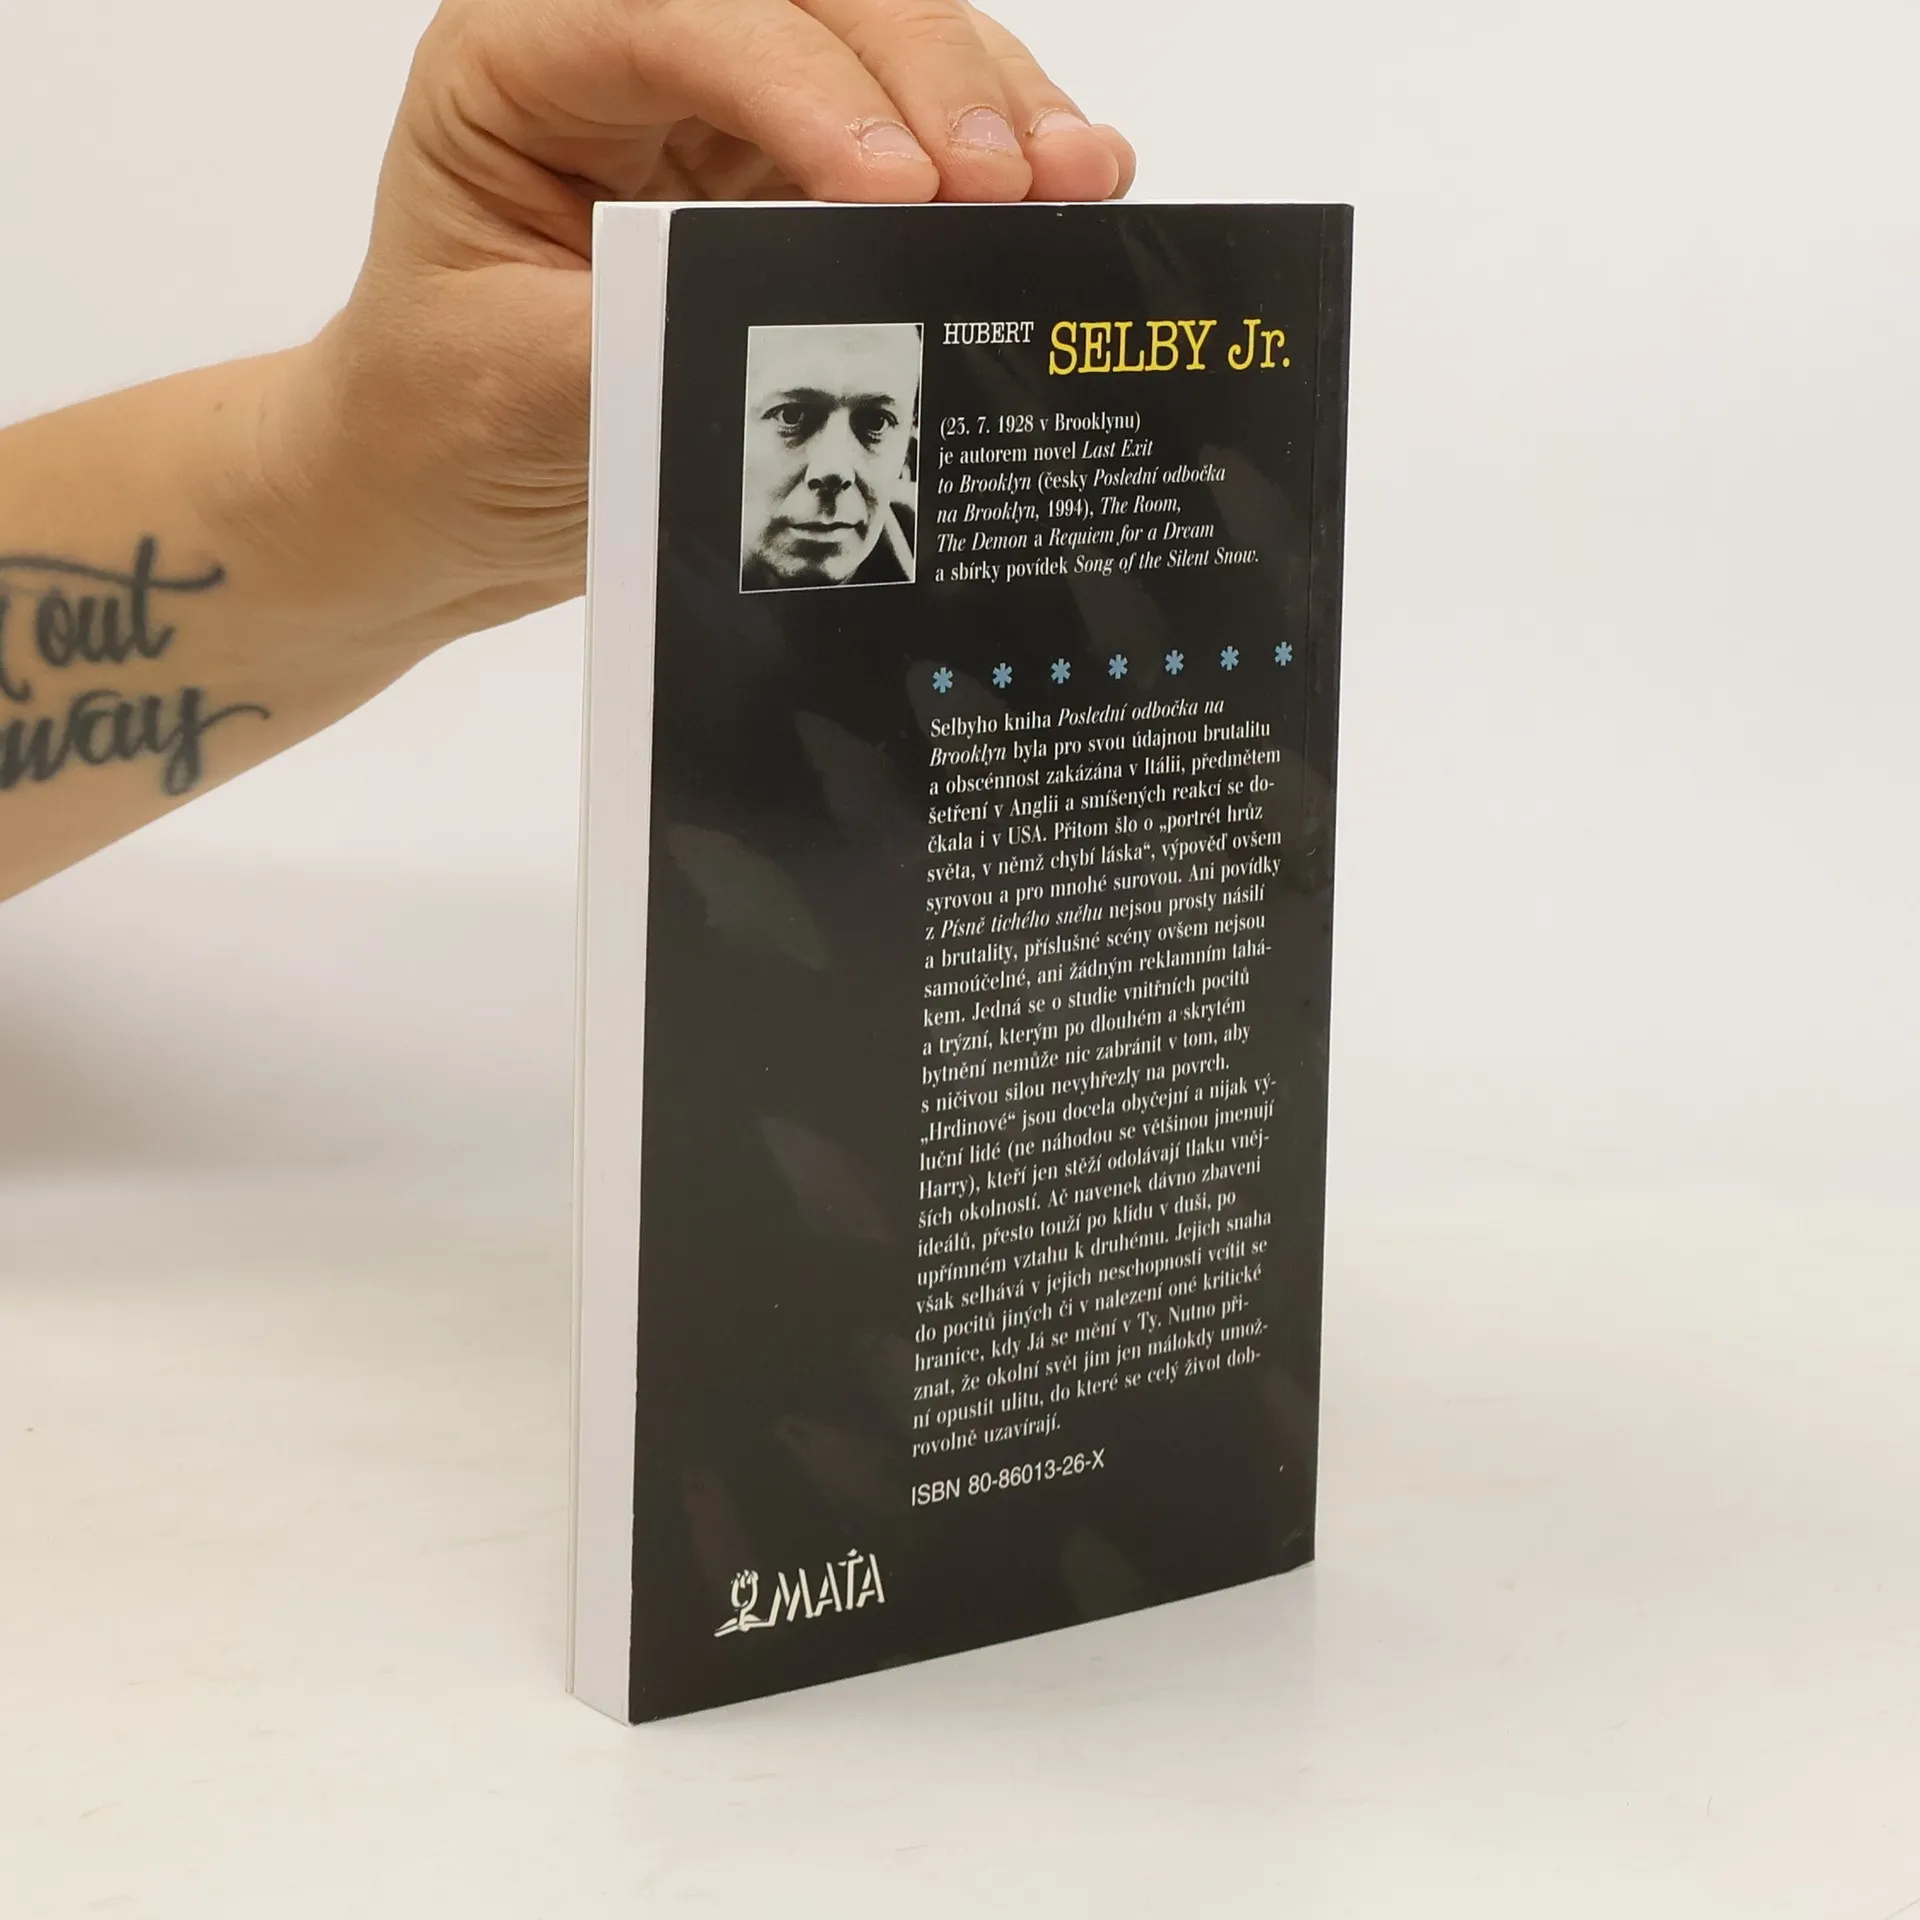 HUBERT SELBY Jr.
(23. 7. 1928 v Brooklynu)
je autorem novel Last Exit
to Brooklyn (česky Poslední odbočka
na Brooklyn, 1994), The Room,
The Demon a Requiem for a Dream
a sbírky povídek Song of the Silent Snow.
* * * * * * *
Selbyho kniha Poslední odbočka na
Brooklyn byla pro svou údajnou brutalitu
a obscénnost zakázána v Itálii, předmětem
šetření v Anglii a smíšených reakcí se do-
čkala i v USA. Přitom šlo o „portrét hrůz
světa, v němž chybí láska“, výpověď ovšem
syrovou a pro mnohé surovou. Ani povídky
z Písně tichého sněhu nejsou prosty násilí
a brutality, příslušné scény ovšem nejsou
samoúčelné, ani žádným reklamním tahá-
kem. Jedná se o studie vnitřních pocitů
a trýzní, kterým po dlouhém a skrytém
bytnění nemůže nic zabránit v tom, aby
s ničivou silou nevyhřezly na povrch.
„Hrdinové“ jsou docela obyčejní a nijak vý-
luční lidé (ne náhodou se většinou jmenují
Harry), kteří jen stěží odolávají tlaku vněj-
ších okolností. Ač navenek dávno zbaveni
ideálů, přesto touží po klidu v duši, po
upřímném vztahu k druhému. Jejich snaha
však selhává v jejich neschopnosti vcítit se
do pocitů jiných či v nalezení oné kritické
hranice, kdy Já se mění v Ty. Nutno při-
znat, že okolní svět jim jen málokdy umož-
ní opustit ulitu, do které se celý život dob-
rovolně uzavírají.
ISBN 80-86013-26-X
MAŤA
out
way